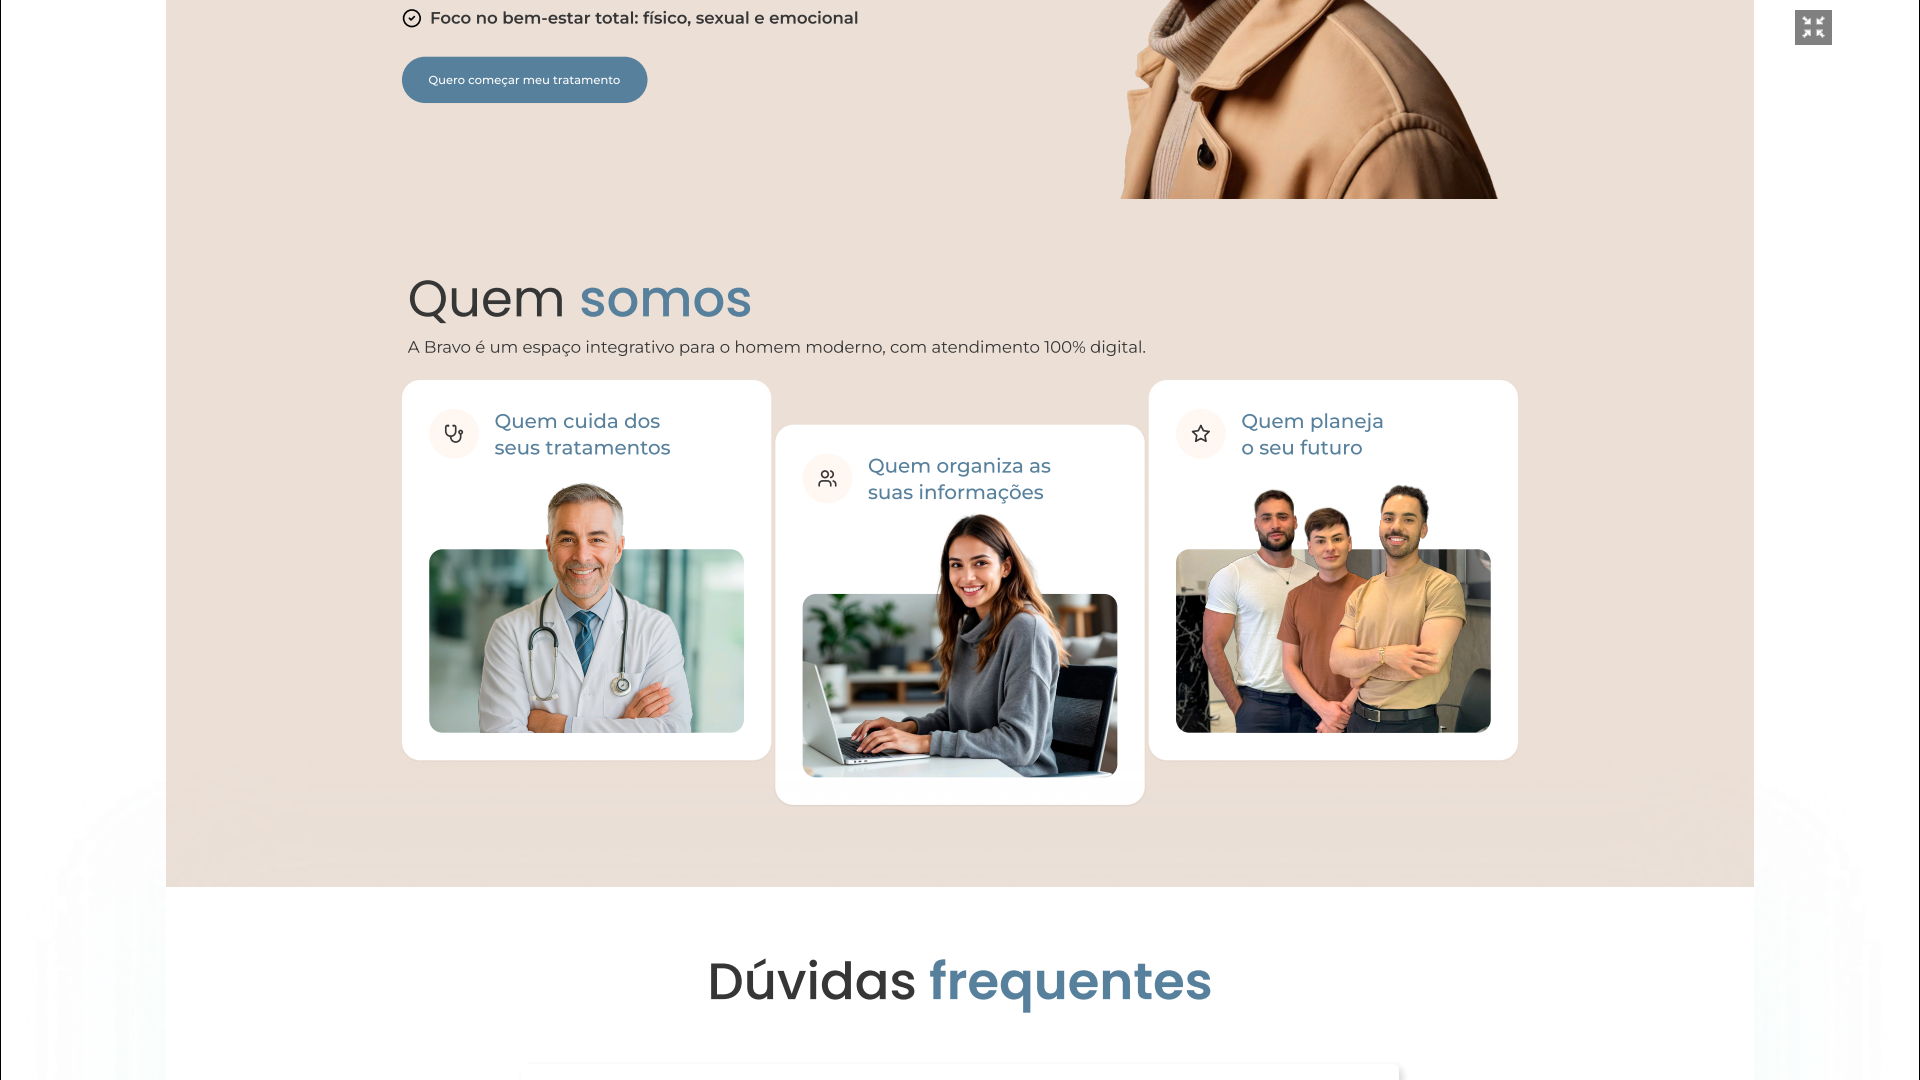 Foco no bem-estar total: físico, sexual e emocional
Quero começar meu tratamento
Quem somos
A Bravo é um espaço integrativo para o homem moderno, com atendimento 100% digital.
Quem cuida dos
seus tratamentos
Quem organiza as
suas informações
Quem planeja
o seu futuro
Dúvidas frequentes